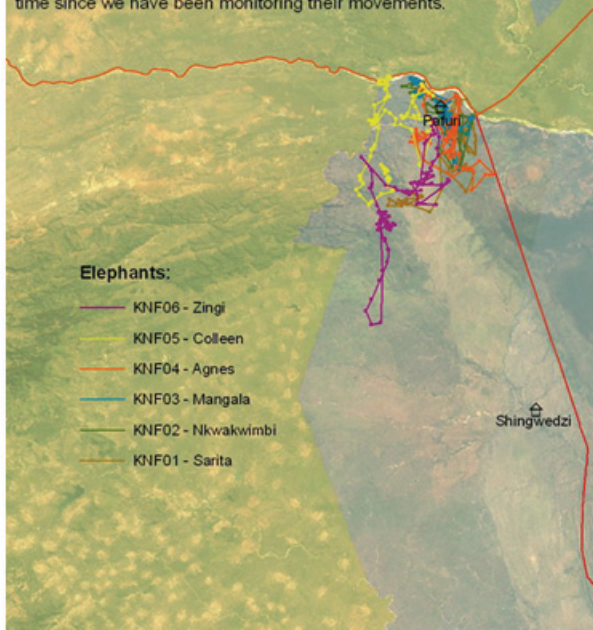 time since we have been monitoring their movements.
Pafuri
Elephants:
KNF06 - Zingi
KNF05 - Colleen
KNF04 - Agnes
KNF03 - Mangala
Shingwedzi
KNF02 - Nkwakwimbi
KNF01 - Sarita